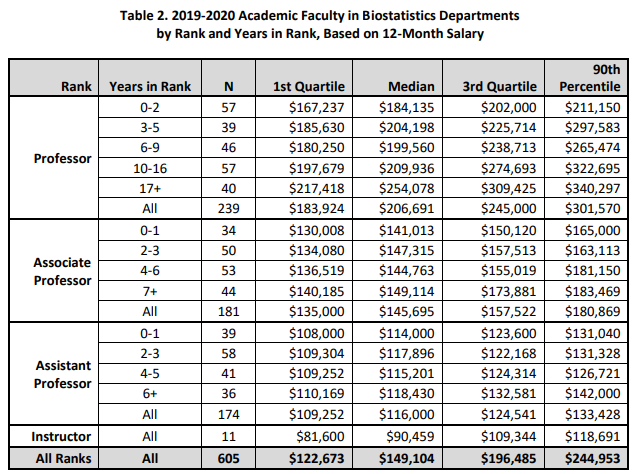 Table 2. 2019-2020 Academic Faculty in Biostatistics Departments
by Rank and Years in Rank, Based on 12-Month Salary
Rank Years in Rank N 1st Quartile Median 3rd Quartile 90th Percentile
Professor 0-2 57 $167,237 $184,135 $202,000 $211,150
3-5 39 $185,630 $204,198 $225,714 $297,583
6-9 46 $180,250 $199,560 $238,713 $265,474
10-16 57 $197,679 $209,936 $274,693 $322,695
17+ 40 $217,418 $254,078 $309,425 $340,297
All 239 $183,924 $206,691 $245,000 $301,570
Associate Professor 0-1 34 $130,008 $141,013 $150,120 $165,000
2-3 50 $134,080 $147,315 $157,513 $163,113
4-6 53 $136,519 $144,763 $155,019 $181,150
7+ 44 $140,185 $149,114 $173,881 $183,469
All 181 $135,000 $145,695 $157,522 $180,869
Assistant Professor 0-1 39 $108,000 $114,000 $123,600 $131,040
2-3 58 $109,304 $117,896 $122,168 $131,328
4-5 41 $109,252 $115,201 $124,314 $126,721
6+ 36 $110,169 $118,430 $132,581 $142,000
All 174 $109,252 $116,000 $124,541 $133,428
Instructor All 11 $81,600 $90,459 $109,344 $118,691
All Ranks All 605 $122,673 $149,104 $196,485 $244,953